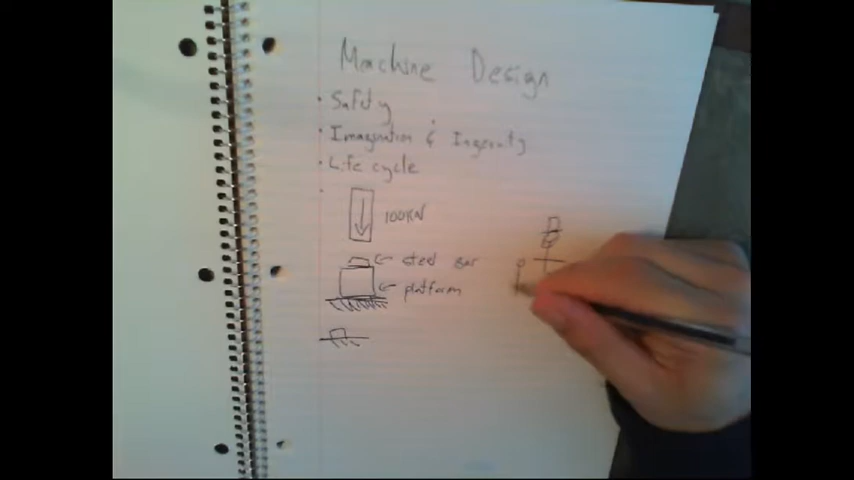 Machine Design
• Safety
• Imagination & Ingenuity
• Life cycle
100KN
← steel bar
← platform